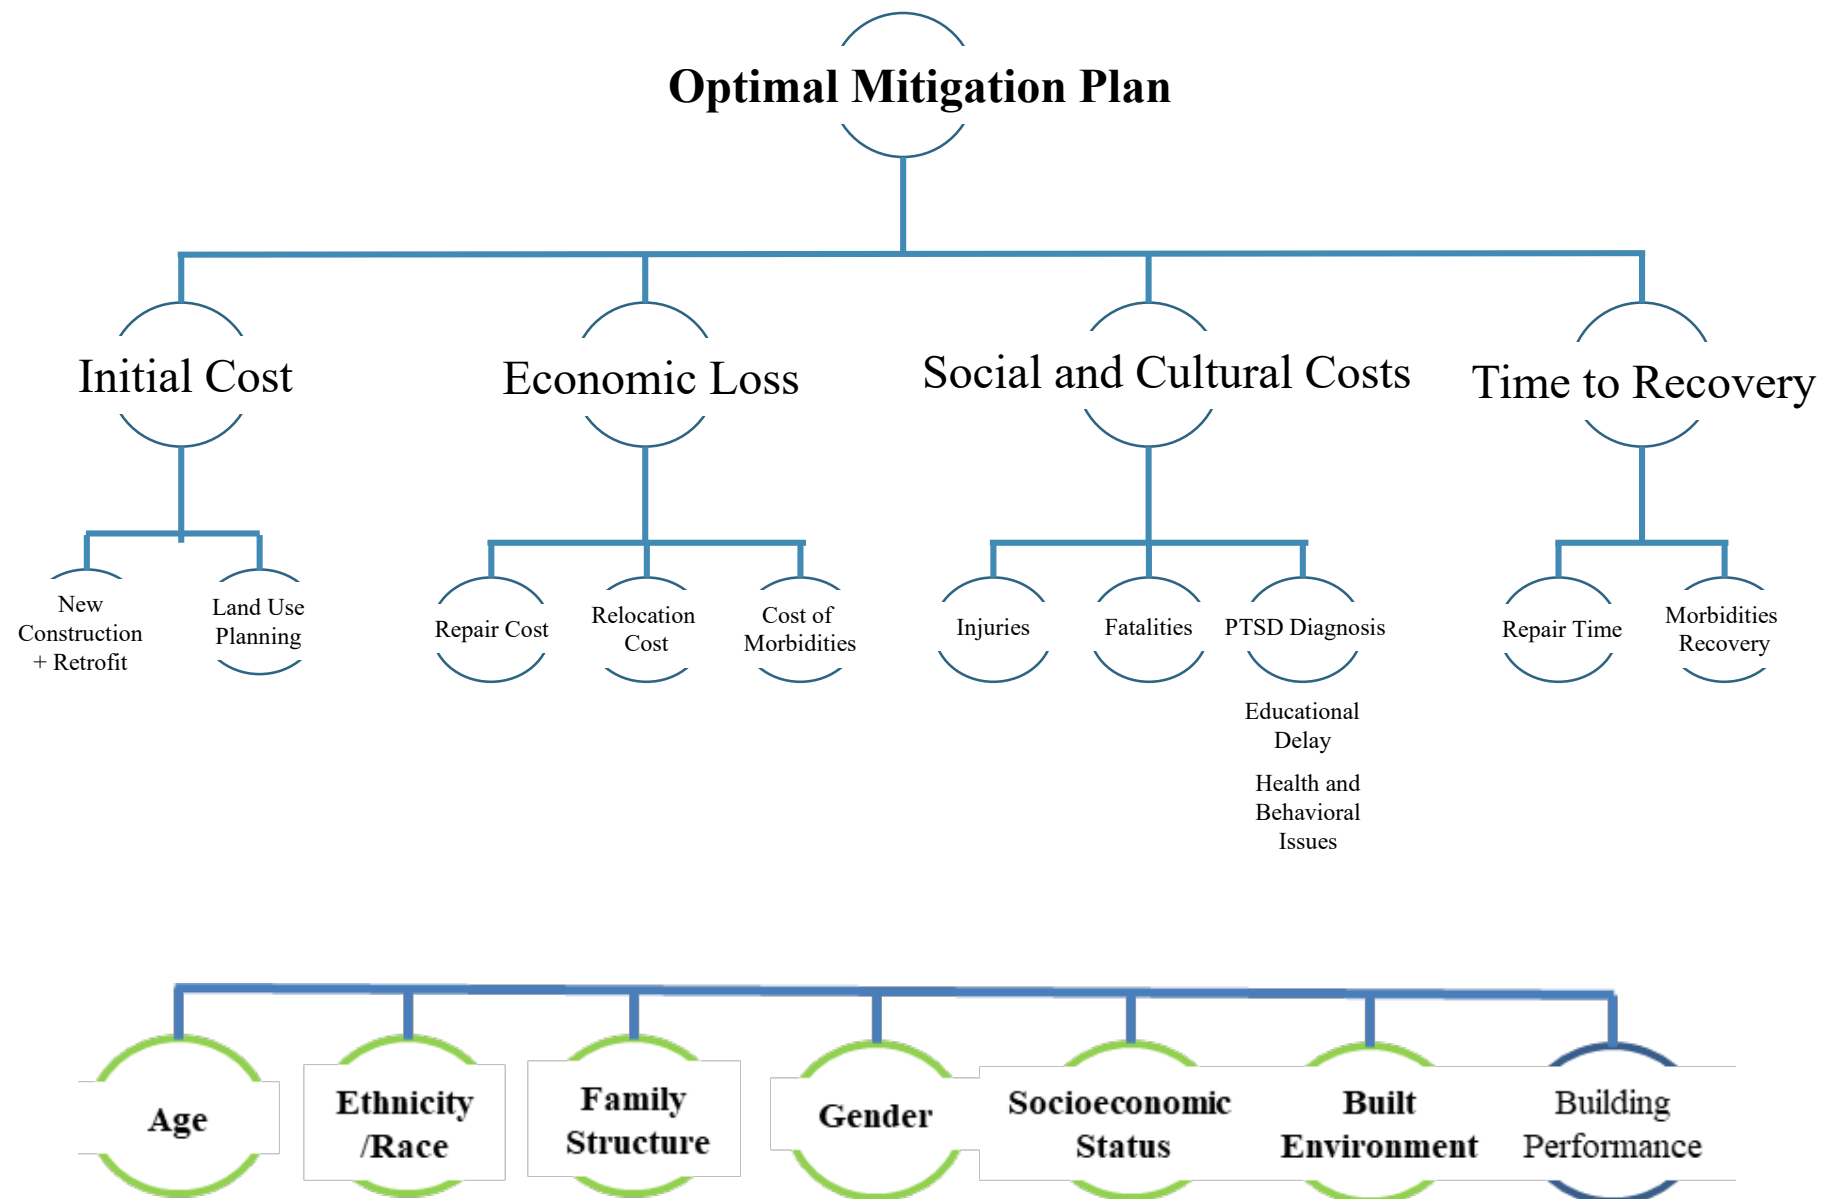 Optimal Mitigation Plan
Initial Cost
Economic Loss
Social and Cultural Costs
Time to Recovery
New
Construction
+ Retrofit
Land Use
Planning
Repair Cost
Relocation
Cost
Cost of
Morbidities
Injuries
Fatalities
PTSD Diagnosis
Educational
Delay
Health and
Behavioral
Issues
Repair Time
Morbidities
Recovery
Age
Ethnicity
/Race
Family
Structure
Gender
Socioeconomic
Status
Built
Environment
Building
Performance